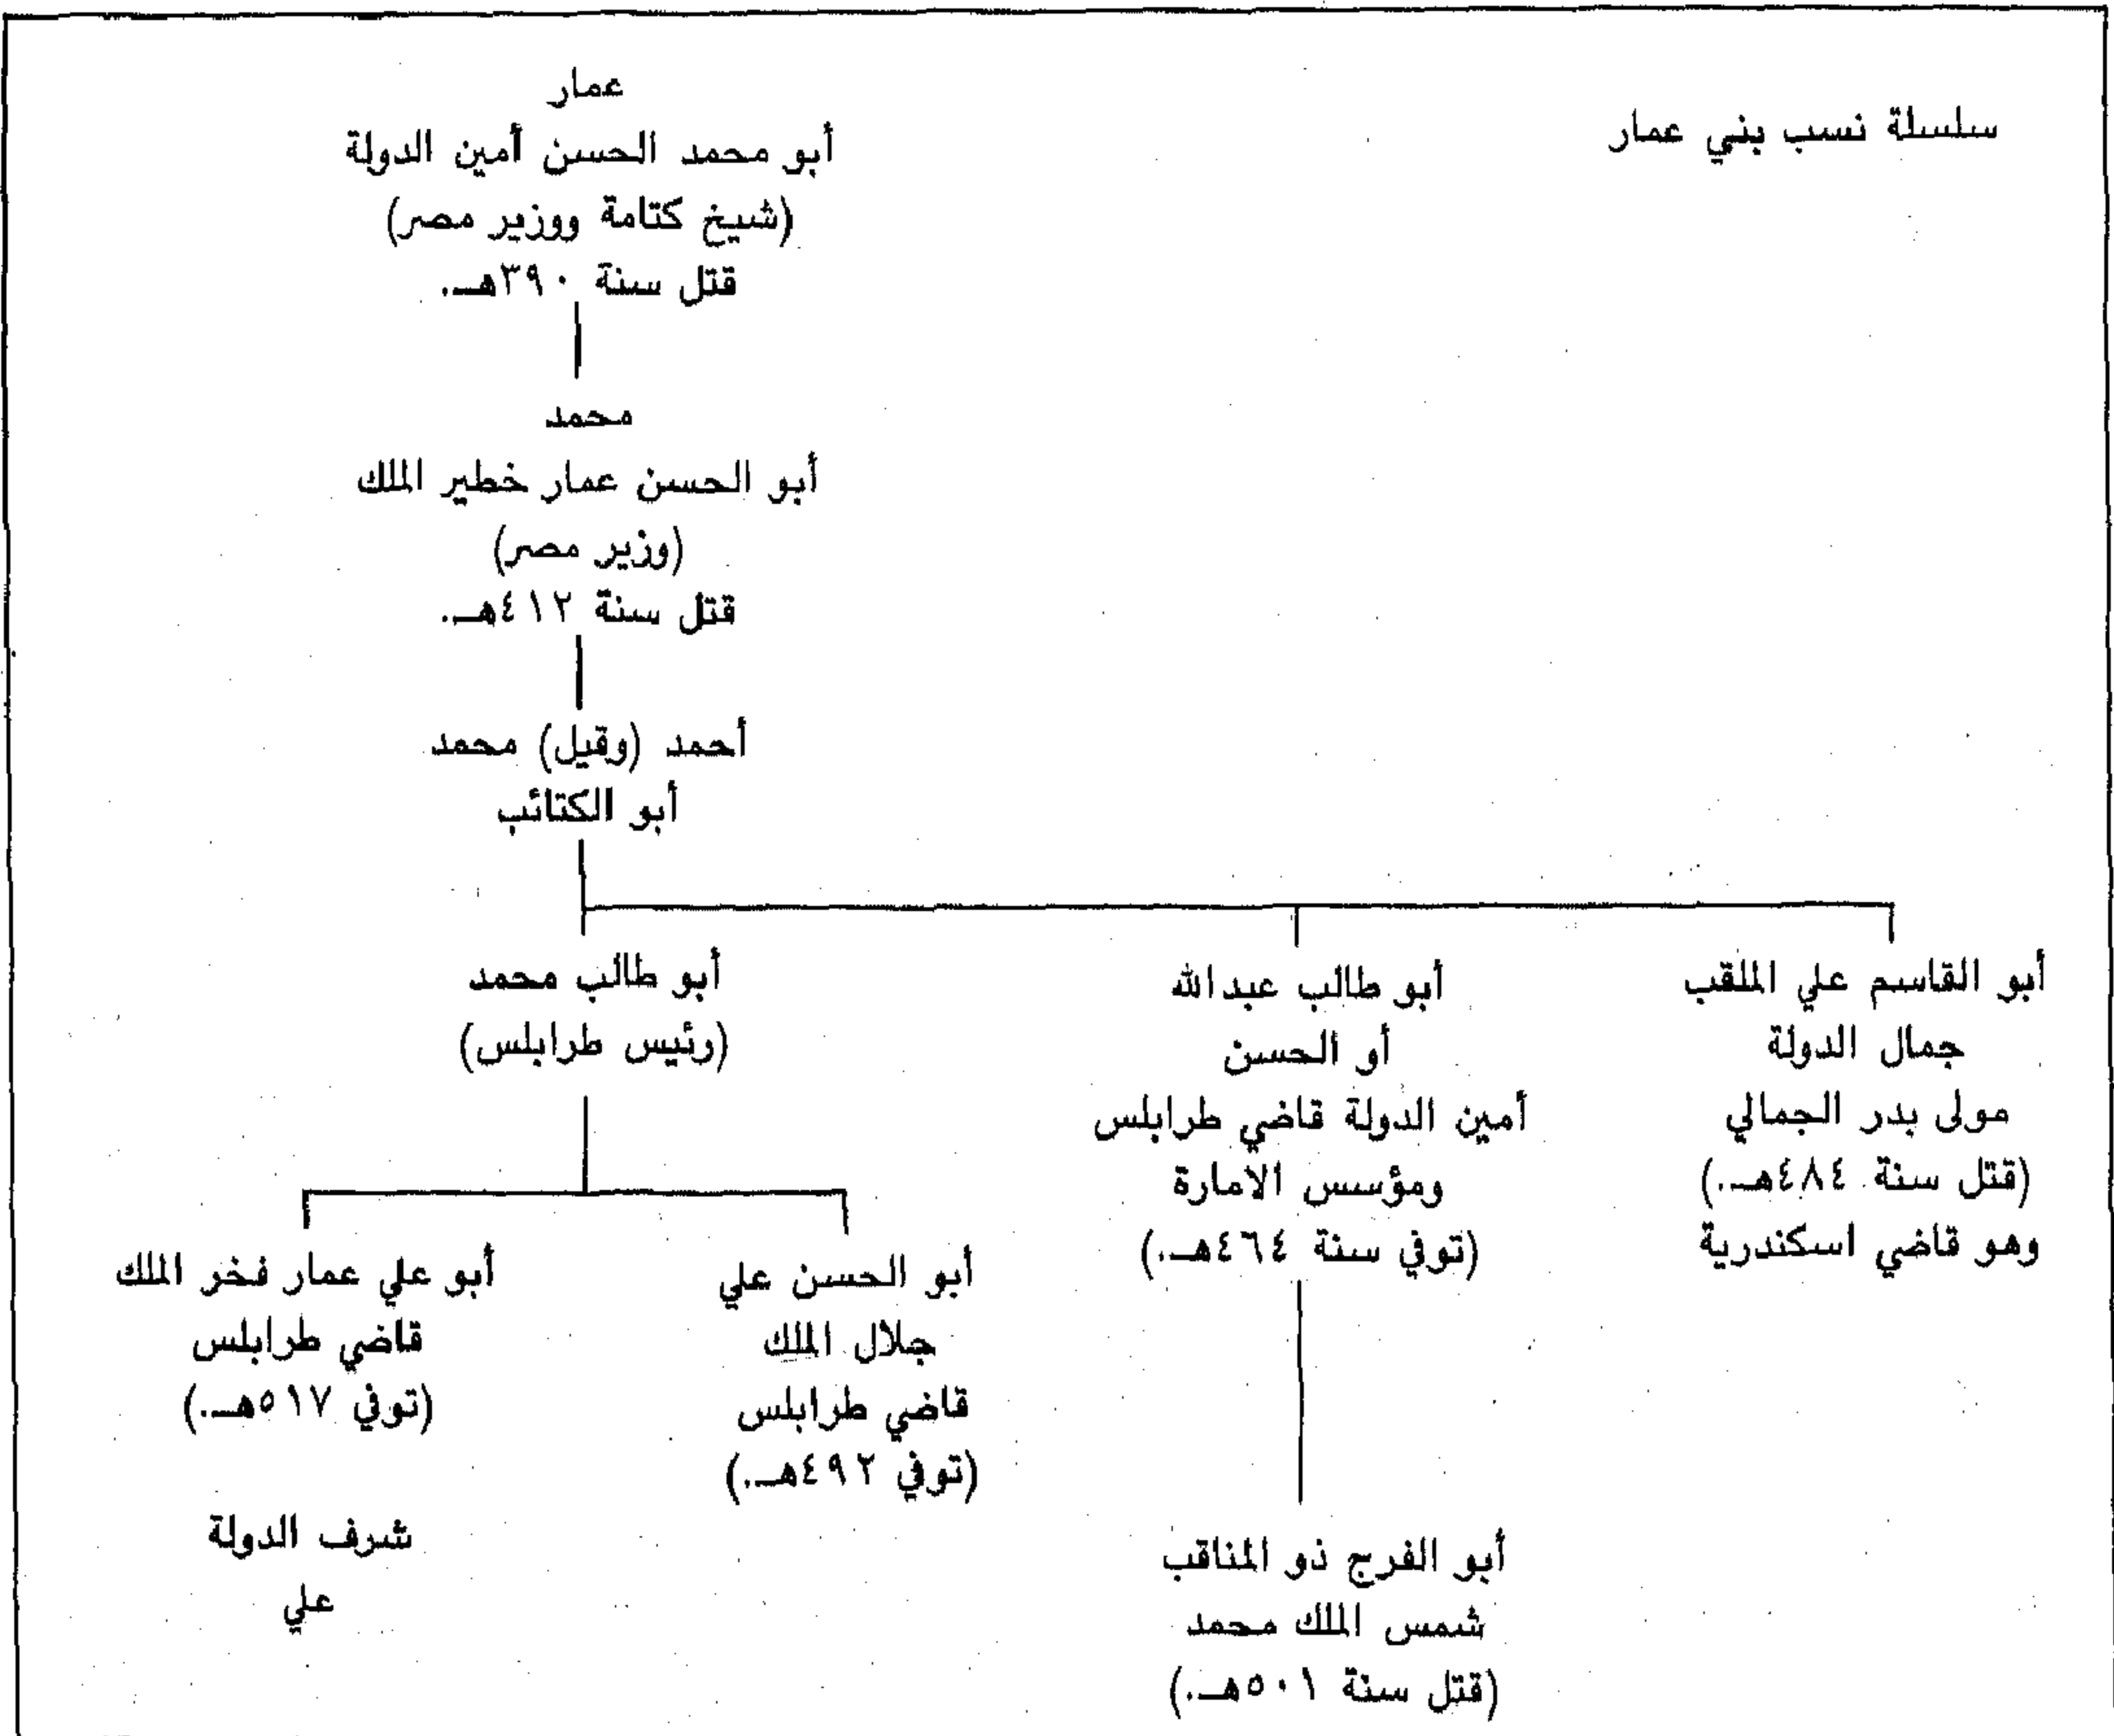 سلسلة نسب بني عمار
عمار
أبو محمد الحسن أمين الدولة
(شيخ كتامة ووزير مصر)
قتل سنة ٣٩٠هـ.
محمد
أبو الحسن عمار خطير الملك
(وزير مصر)
قتل سنة ٤١٢هـ.
أحمد (وقيل) محمد
أبو الكتائب
أبو القاسم علي الملقب
جمال الدولة
مولى بدر الجمالي
(قتل سنة ٤٨٤هـ.)
وهو قاضي اسكندرية
أبو طالب عبدالله
أو الحسن
أمين الدولة قاضي طرابلس
ومؤسس الامارة
(توفي سنة ٤٦٤هـ.)
أبو الفرج ذو المناقب
شمس الملك محمد
(قتل سنة ٥٠١هـ.)
أبو طالب محمد
(رئيس طرابلس)
أبو الحسن علي
جلال الملك
قاضي طرابلس
(توفي ٤٩٢هـ.)
أبو علي عمار فخر الملك
قاضي طرابلس
(توفي ٥١٧هـ.)
شرف الدولة
علي